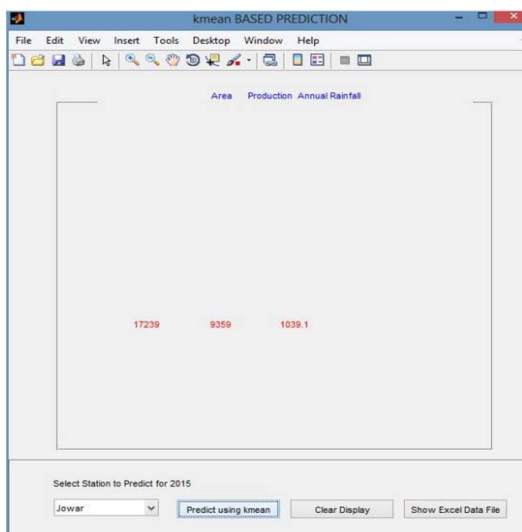 kmean BASED PREDICTION
File Edit View Insert Tools Desktop Window Help
Area Production Annual Rainfall
17239 9359 1039.1
Select Station to Predict for 2015
Jowar Predict using kmean Clear Display Show Excel Data File